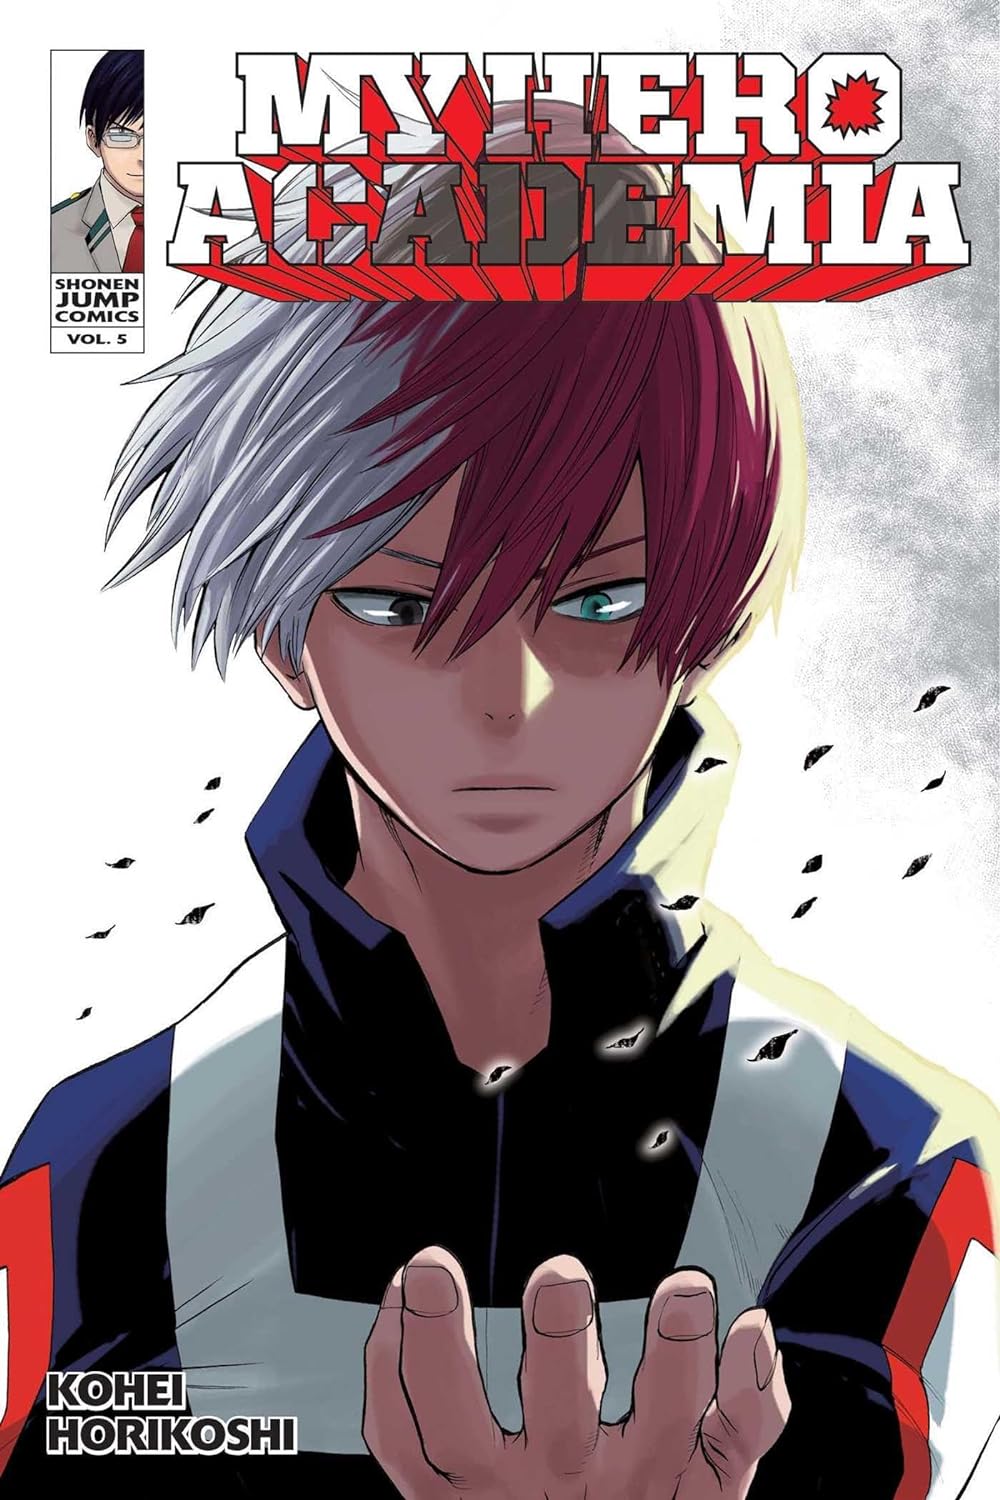 MY HERO
ACADEMIA
SHONEN
JUMP
COMICS
VOL. 5
KOHEI
HORIKOSHI